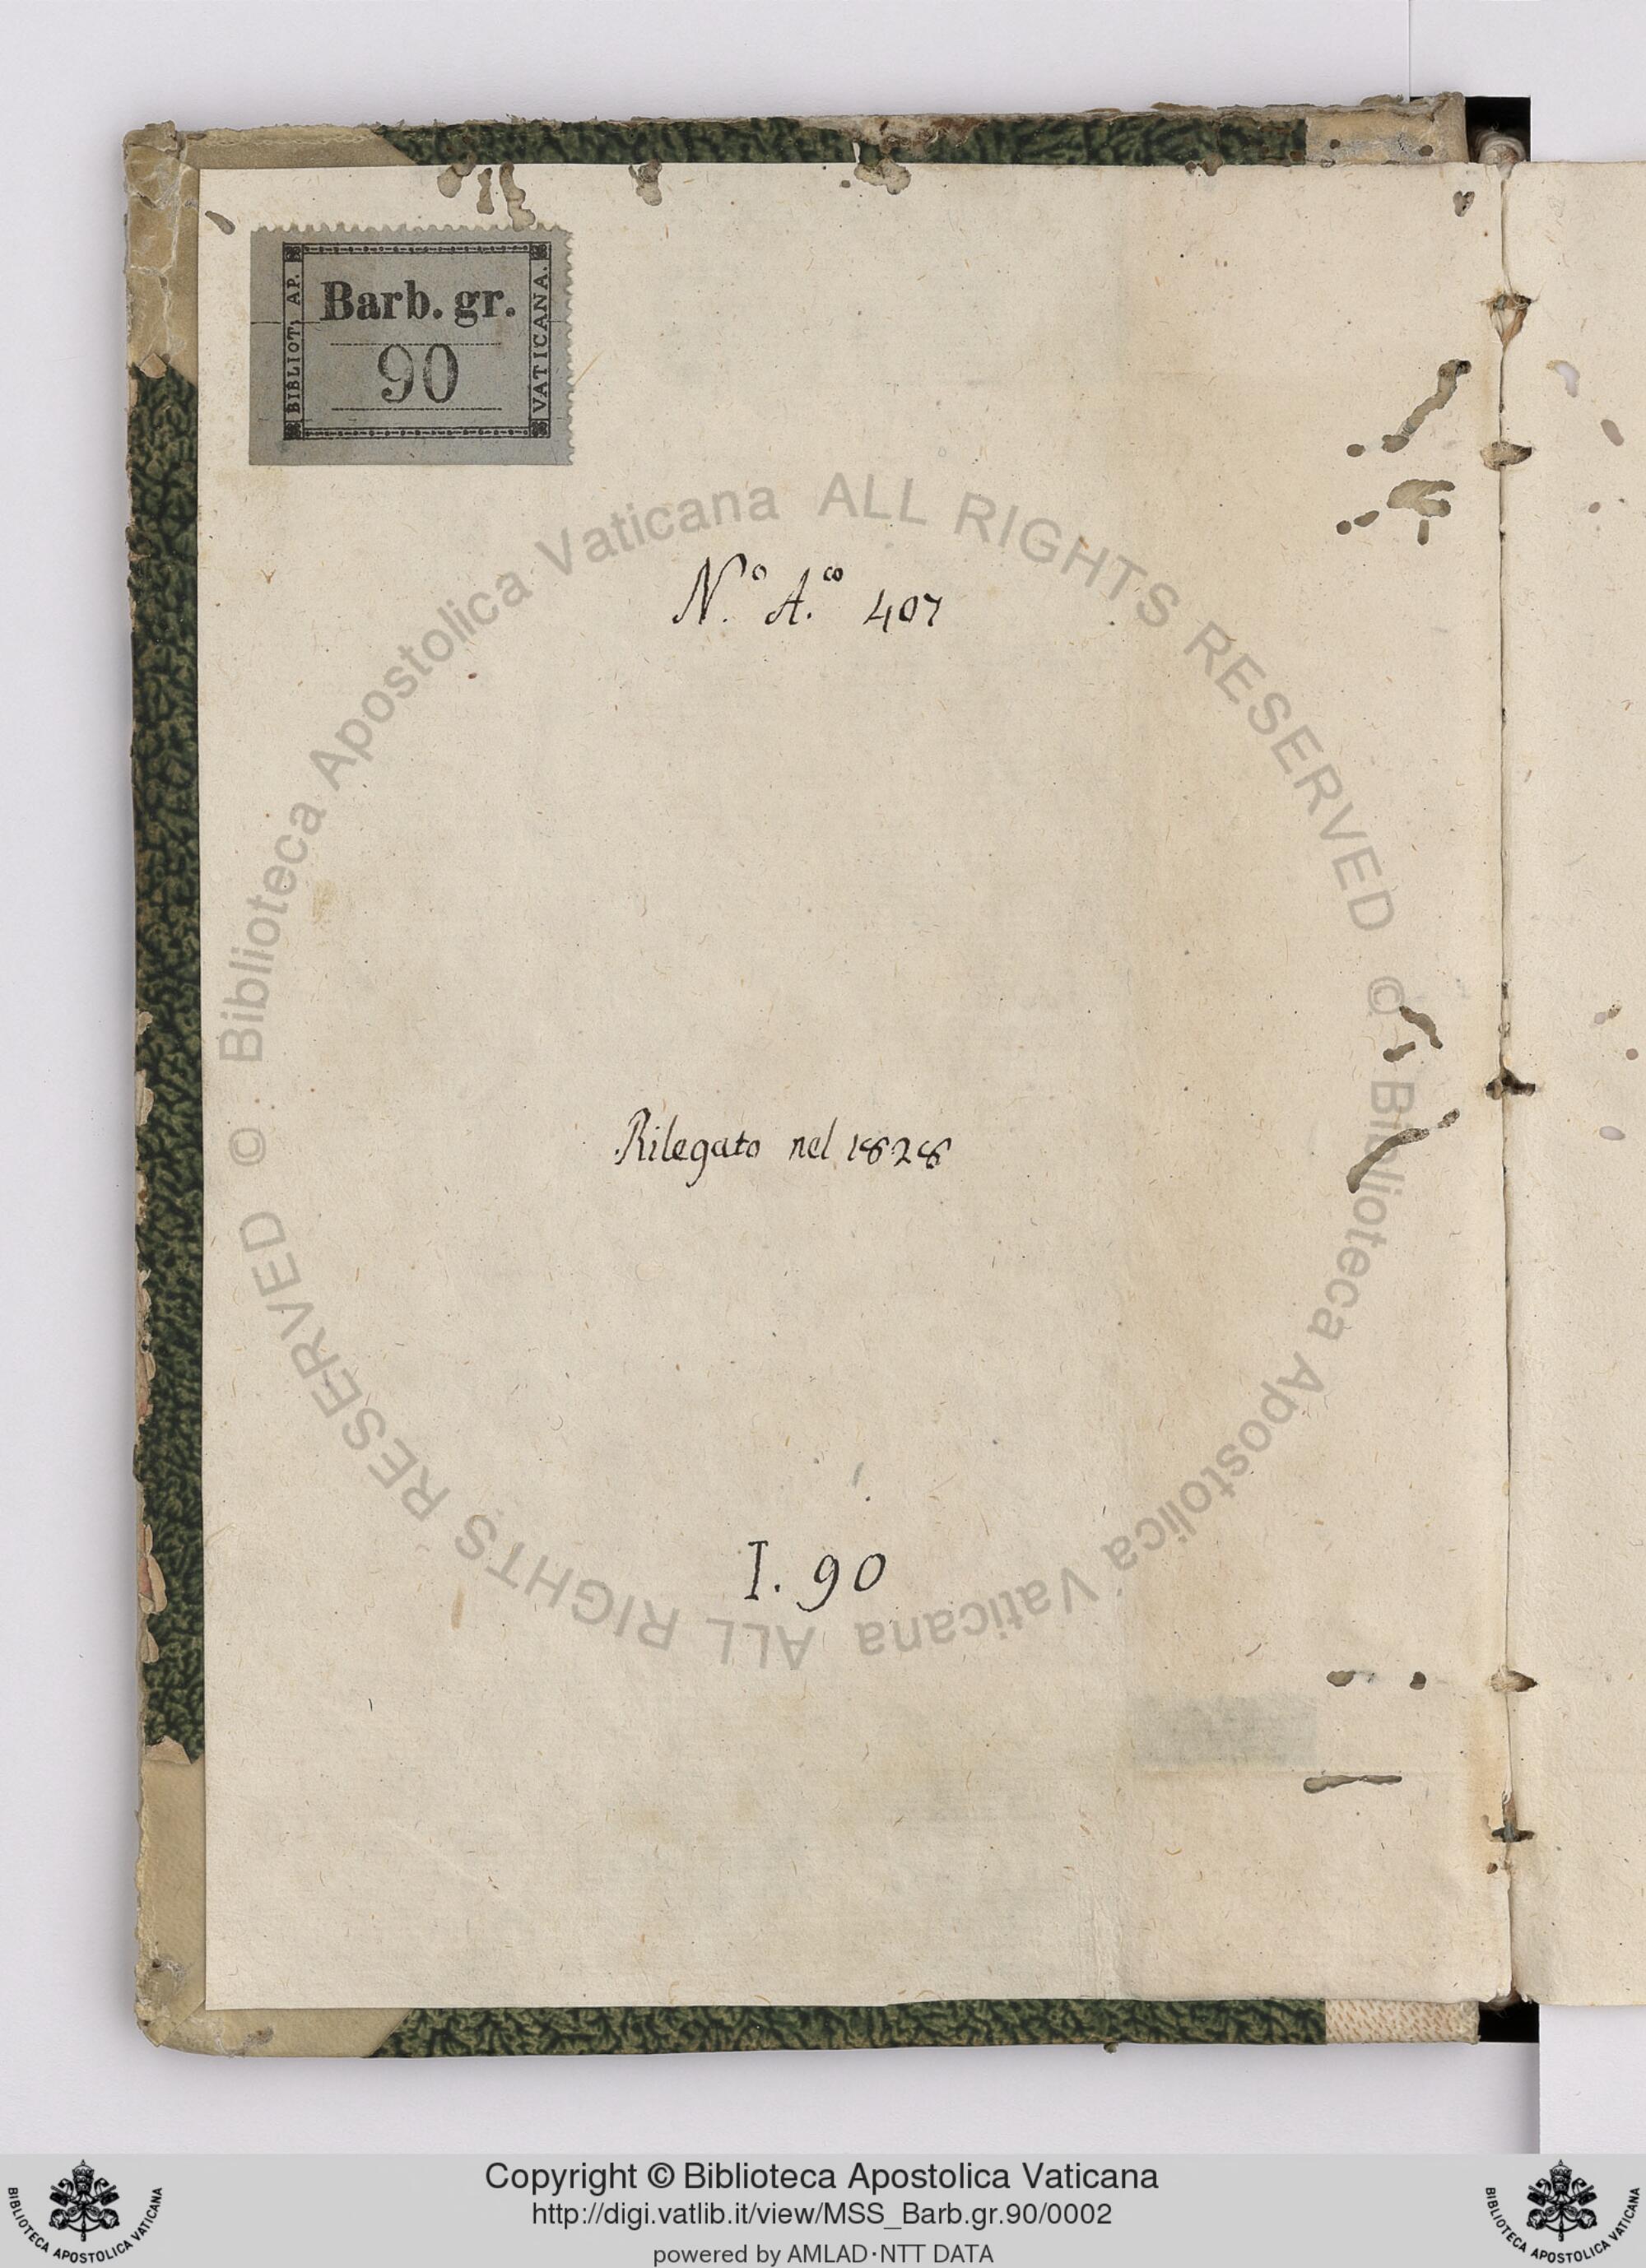 BIBLIOT. AP.
Barb. gr.
90
VATICANA.
N.º A.ᶜᵒ 407
Rilegato nel 1828
I. 90
© Biblioteca Apostolica Vaticana ALL RIGHTS RESERVED
© Biblioteca Apostolica Vaticana ALL RIGHTS RESERVED
Copyright © Biblioteca Apostolica Vaticana
http://digi.vatlib.it/view/MSS_Barb.gr.90/0002
powered by AMLAD·NTT DATA
BIBLIOTECA APOSTOLICA VATICANA
BIBLIOTECA APOSTOLICA VATICANA